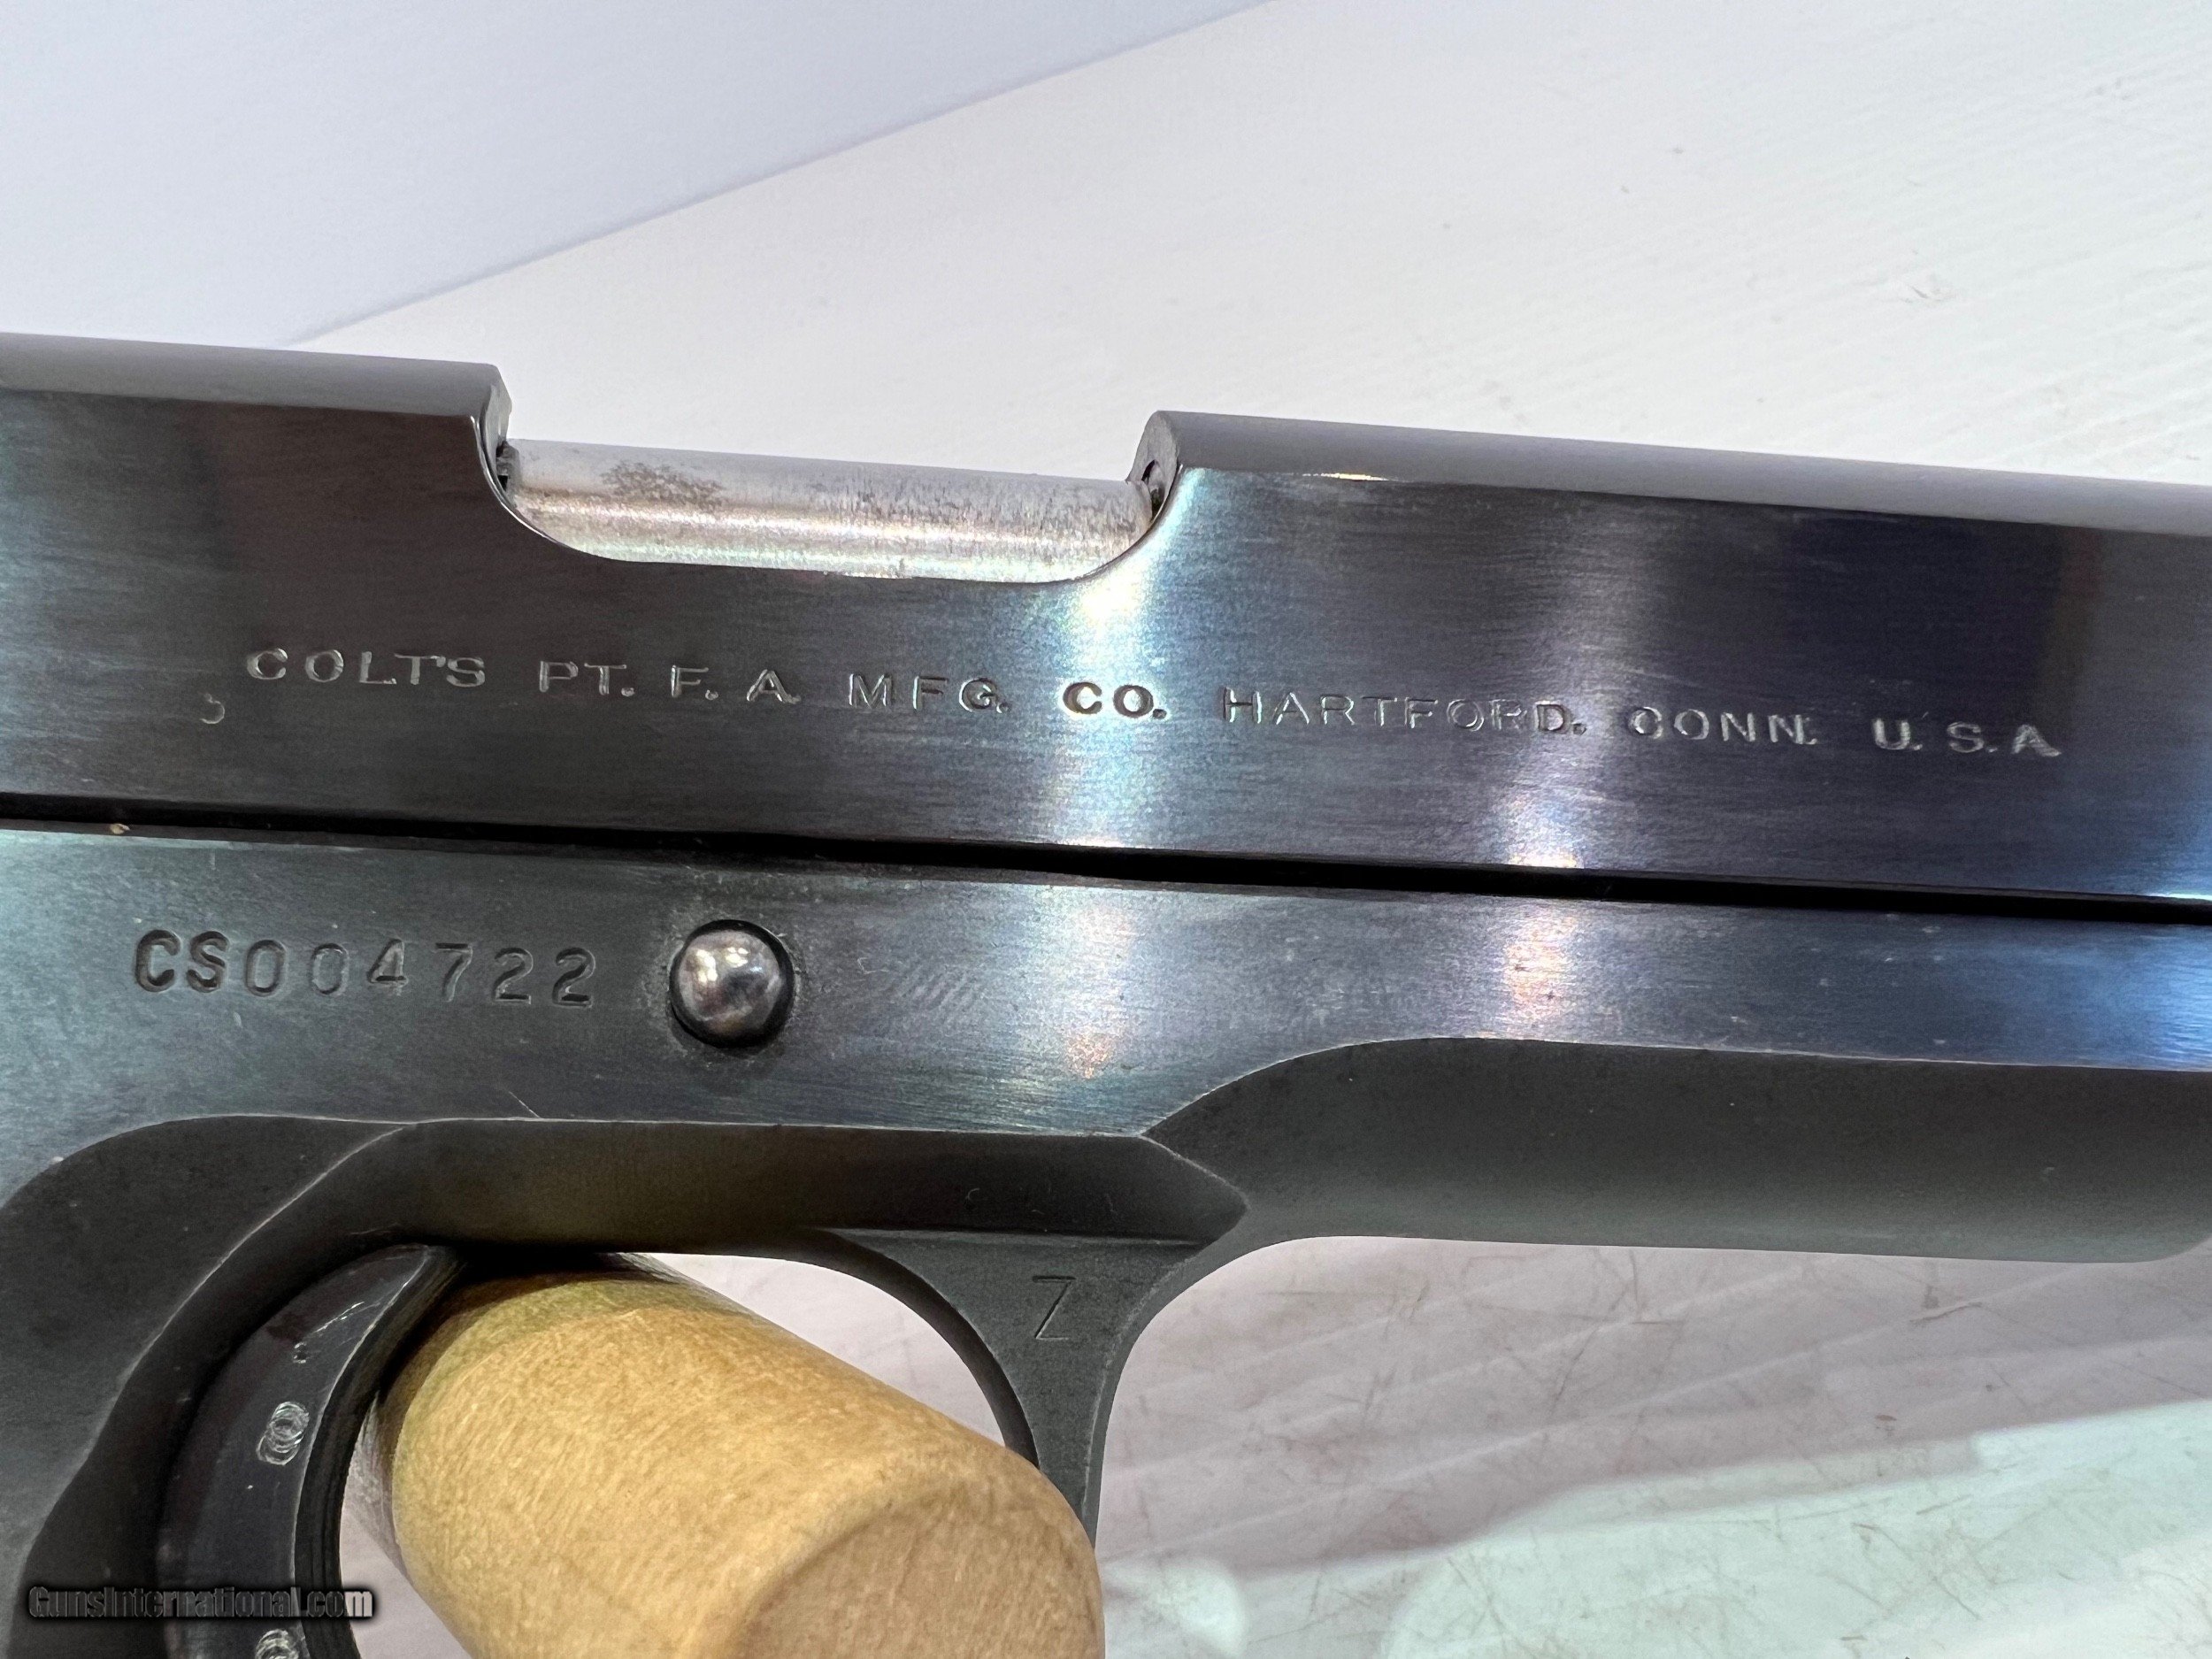 COLT'S PT. F. A. MFG. CO. HARTFORD. CONN. U.S.A.
CS004722
Z
GunsInternational.com